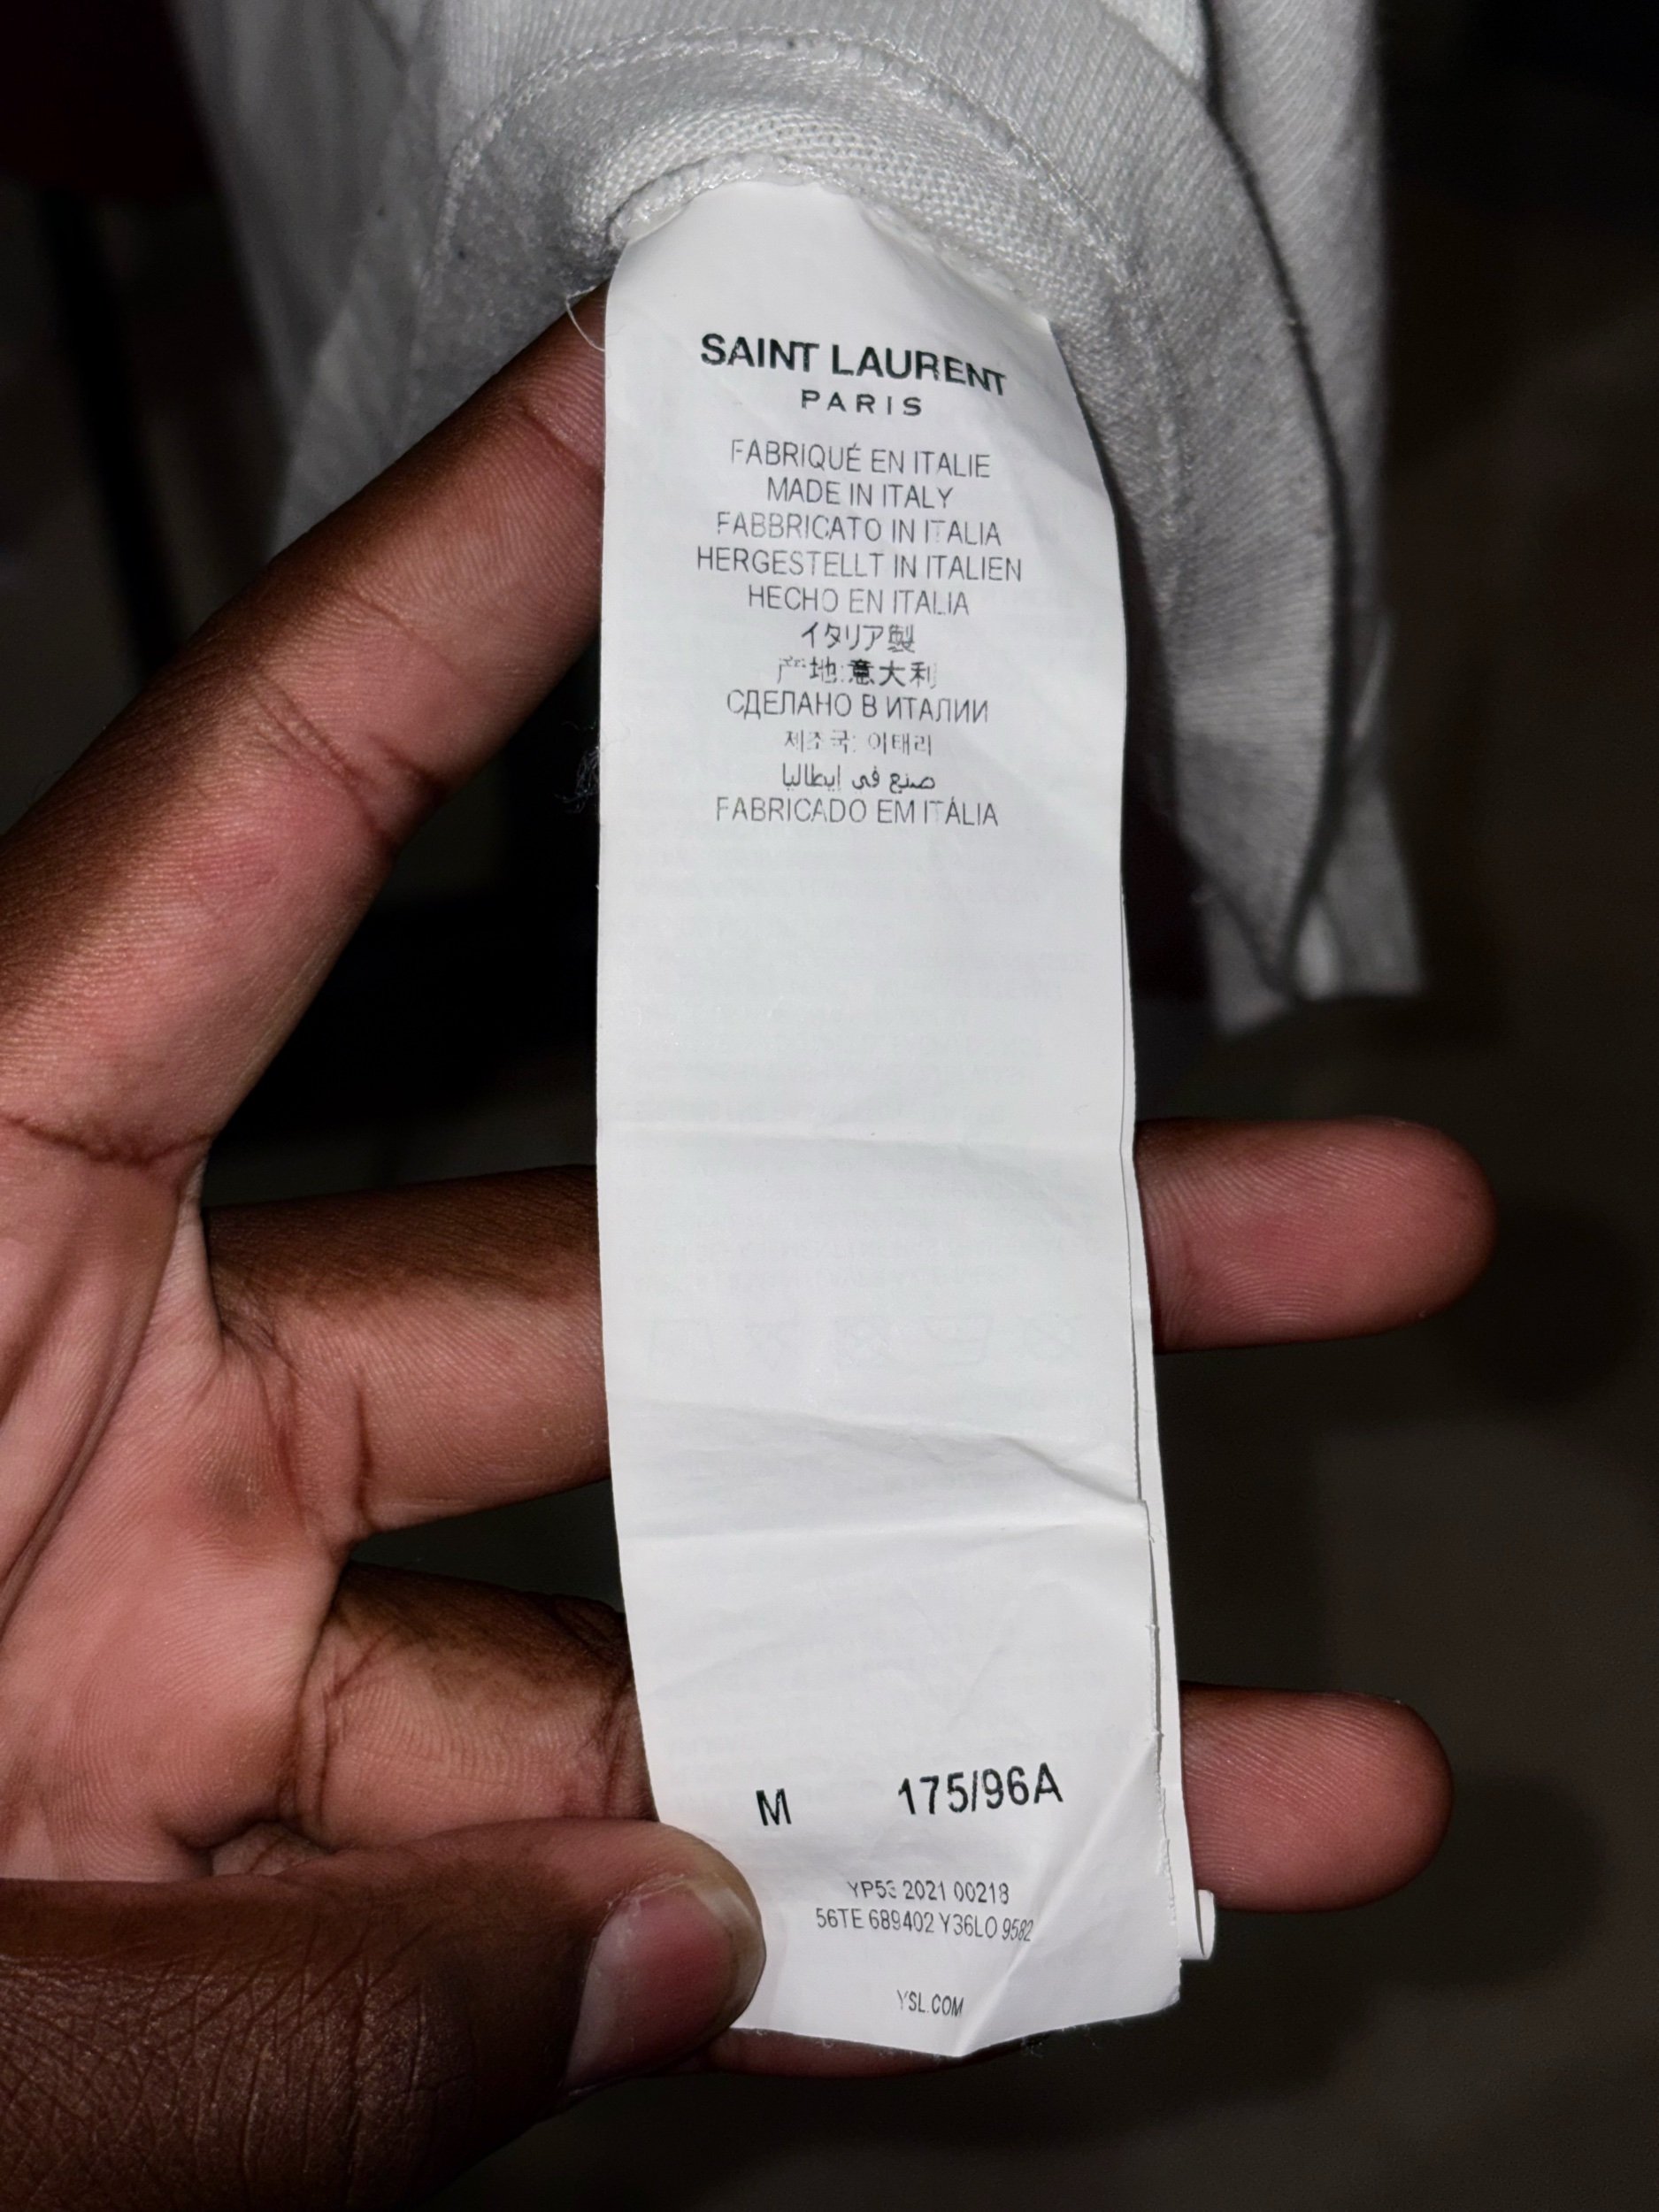 SAINT LAURENT
PARIS
FABRIQUÉ EN ITALIE
MADE IN ITALY
FABBRICATO IN ITALIA
HERGESTELLT IN ITALIEN
HECHO EN ITALIA
イタリア製
产地:意大利
СДЕЛАНО В ИТАЛИИ
제조국: 이태리
صنع في إيطاليا
FABRICADO EM ITÁLIA
M 175/96A
YP53 2021 00218
56TE 689402 Y36LO 9582
YSL.COM